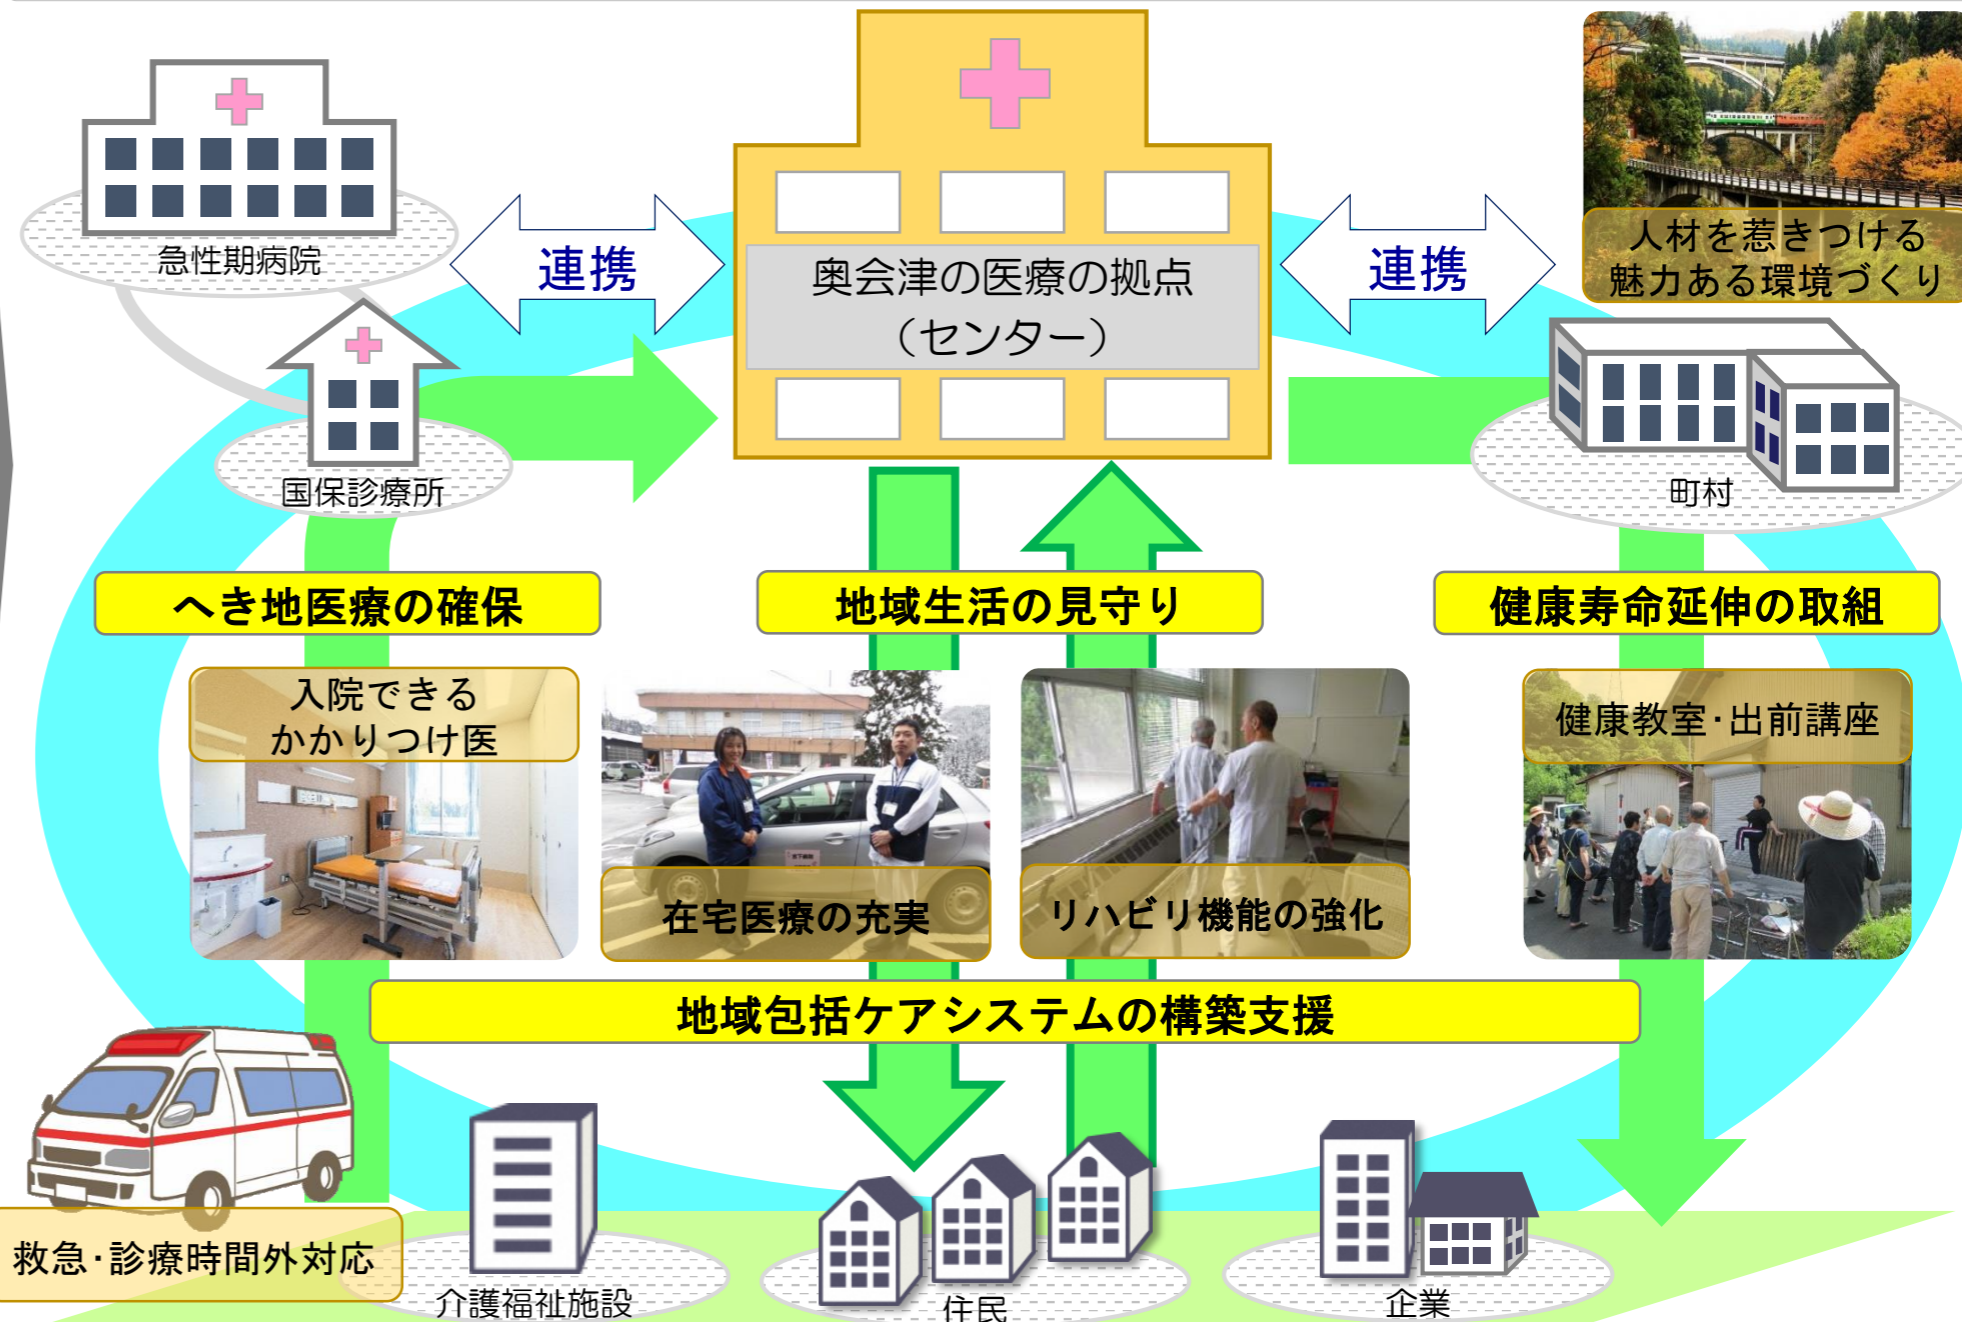 急性期病院
連携
奥会津の医療の拠点
（センター）
連携
人材を惹きつける
魅力ある環境づくり
国保診療所
町村
へき地医療の確保
地域生活の見守り
健康寿命延伸の取組
入院できる
かかりつけ医
在宅医療の充実
リハビリ機能の強化
健康教室・出前講座
地域包括ケアシステムの構築支援
救急・診療時間外対応
介護福祉施設
住民
企業